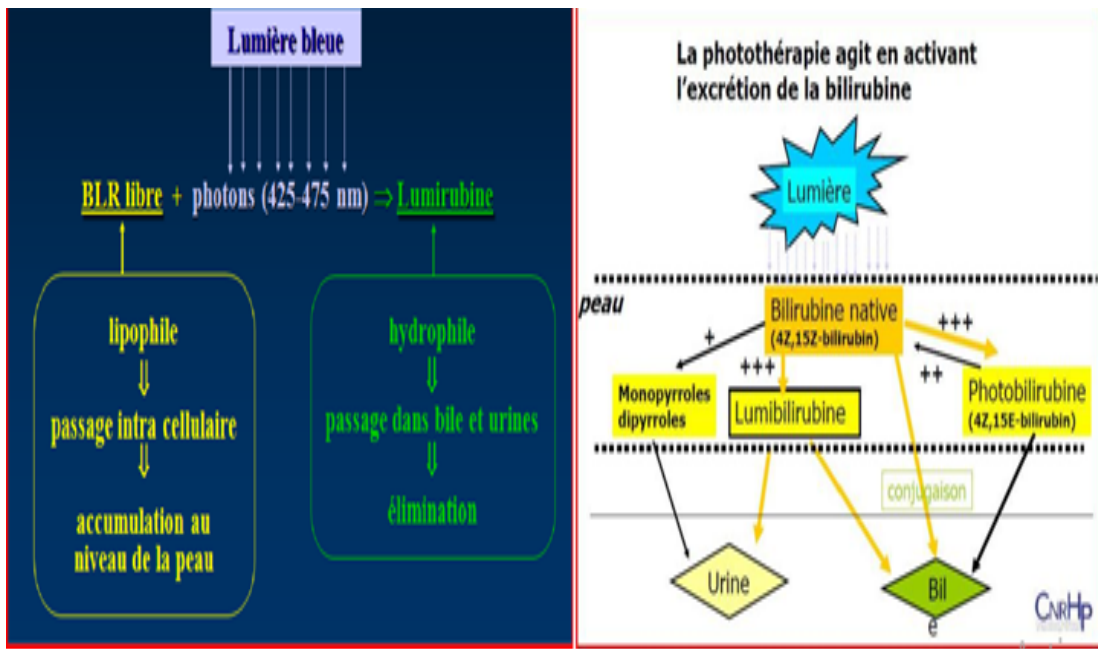 Lumière bleue
BLR libre + photons (425-475 nm) ⇒ Lumirubine
lipophile
⇓
passage intra cellulaire
⇓
accumulation au
niveau de la peau
hydrophile
⇓
passage dans bile et urines
⇓
élimination
La photothérapie agit en activant
l'excrétion de la bilirubine
Lumière
peau
Bilirubine native
(4Z,15Z-bilirubin)
+
+++
+++
++
Monopyrroles
dipyrroles
Lumibilirubine
Photobilirubine
(4Z,15E-bilirubin)
conjugaison
Urine
Bil
e
CNRHP